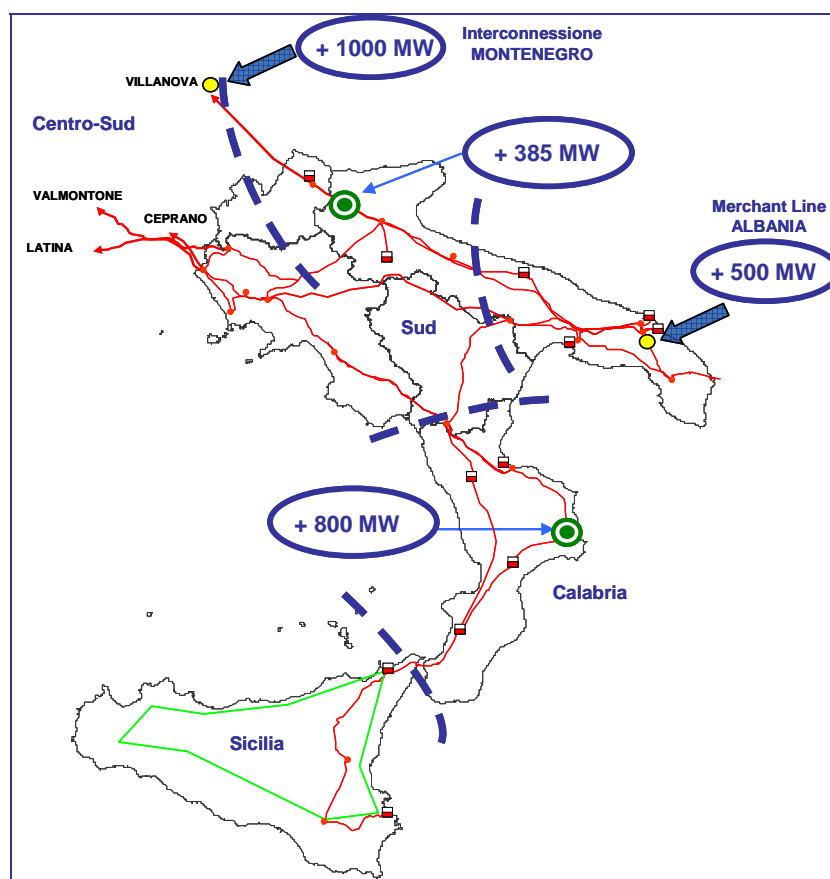 + 1000 MW
Interconnessione
MONTENEGRO
VILLANOVA
Centro-Sud
+ 385 MW
VALMONTONE
CEPRANO
LATINA
Merchant Line
ALBANIA
+ 500 MW
Sud
+ 800 MW
Calabria
Sicilia